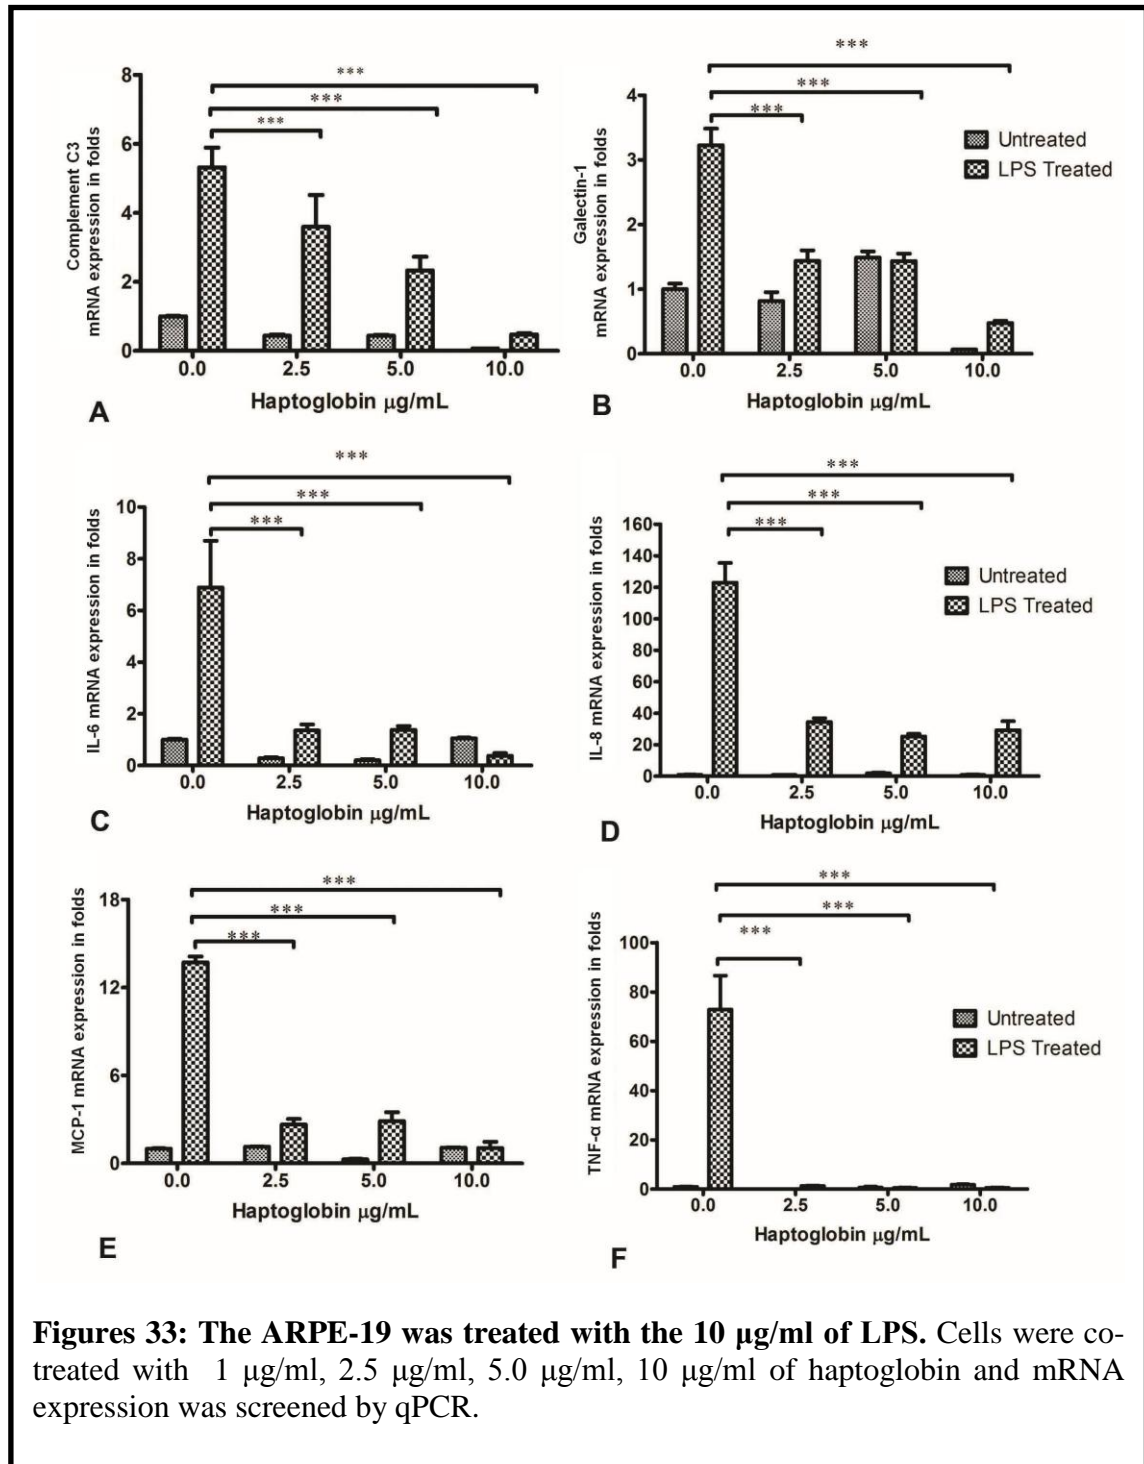 ***
***
***
8
6
4
2
0
Complement C3
mRNA expression in folds
0.0 2.5 5.0 10.0
Haptoglobin μg/mL
A
***
***
***
4
3
2
1
0
Galectin-1
mRNA expression in folds
Untreated
LPS Treated
0.0 2.5 5.0 10.0
Haptoglobin μg/mL
B
***
***
***
10
8
6
4
2
0
IL-6 mRNA expression in folds
0.0 2.5 5.0 10.0
Haptoglobin μg/mL
C
***
***
***
160
140
120
100
80
60
40
20
0
IL-8 mRNA expression in folds
Untreated
LPS Treated
0.0 2.5 5.0 10.0
Haptoglobin μg/mL
D
***
***
***
18
12
6
0
MCP-1 mRNA expression in folds
0.0 2.5 5.0 10.0
Haptoglobin μg/mL
E
***
***
***
100
80
60
40
20
0
TNF-α mRNA expression in folds
Untreated
LPS Treated
0.0 2.5 5.0 10.0
Haptoglobin μg/mL
F
Figures 33: The ARPE-19 was treated with the 10 μg/ml of LPS. Cells were co-
treated with 1 μg/ml, 2.5 μg/ml, 5.0 μg/ml, 10 μg/ml of haptoglobin and mRNA
expression was screened by qPCR.